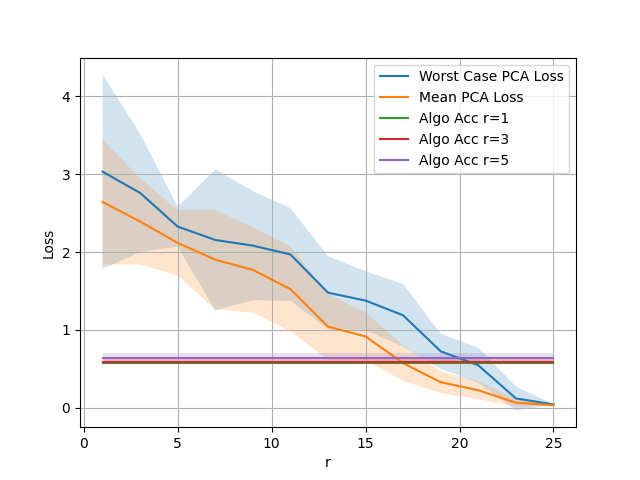 Worst Case PCA Loss
Mean PCA Loss
Algo Acc r=1
Algo Acc r=3
Algo Acc r=5
Loss
4
3
2
1
0
0 5 10 15 20 25
r